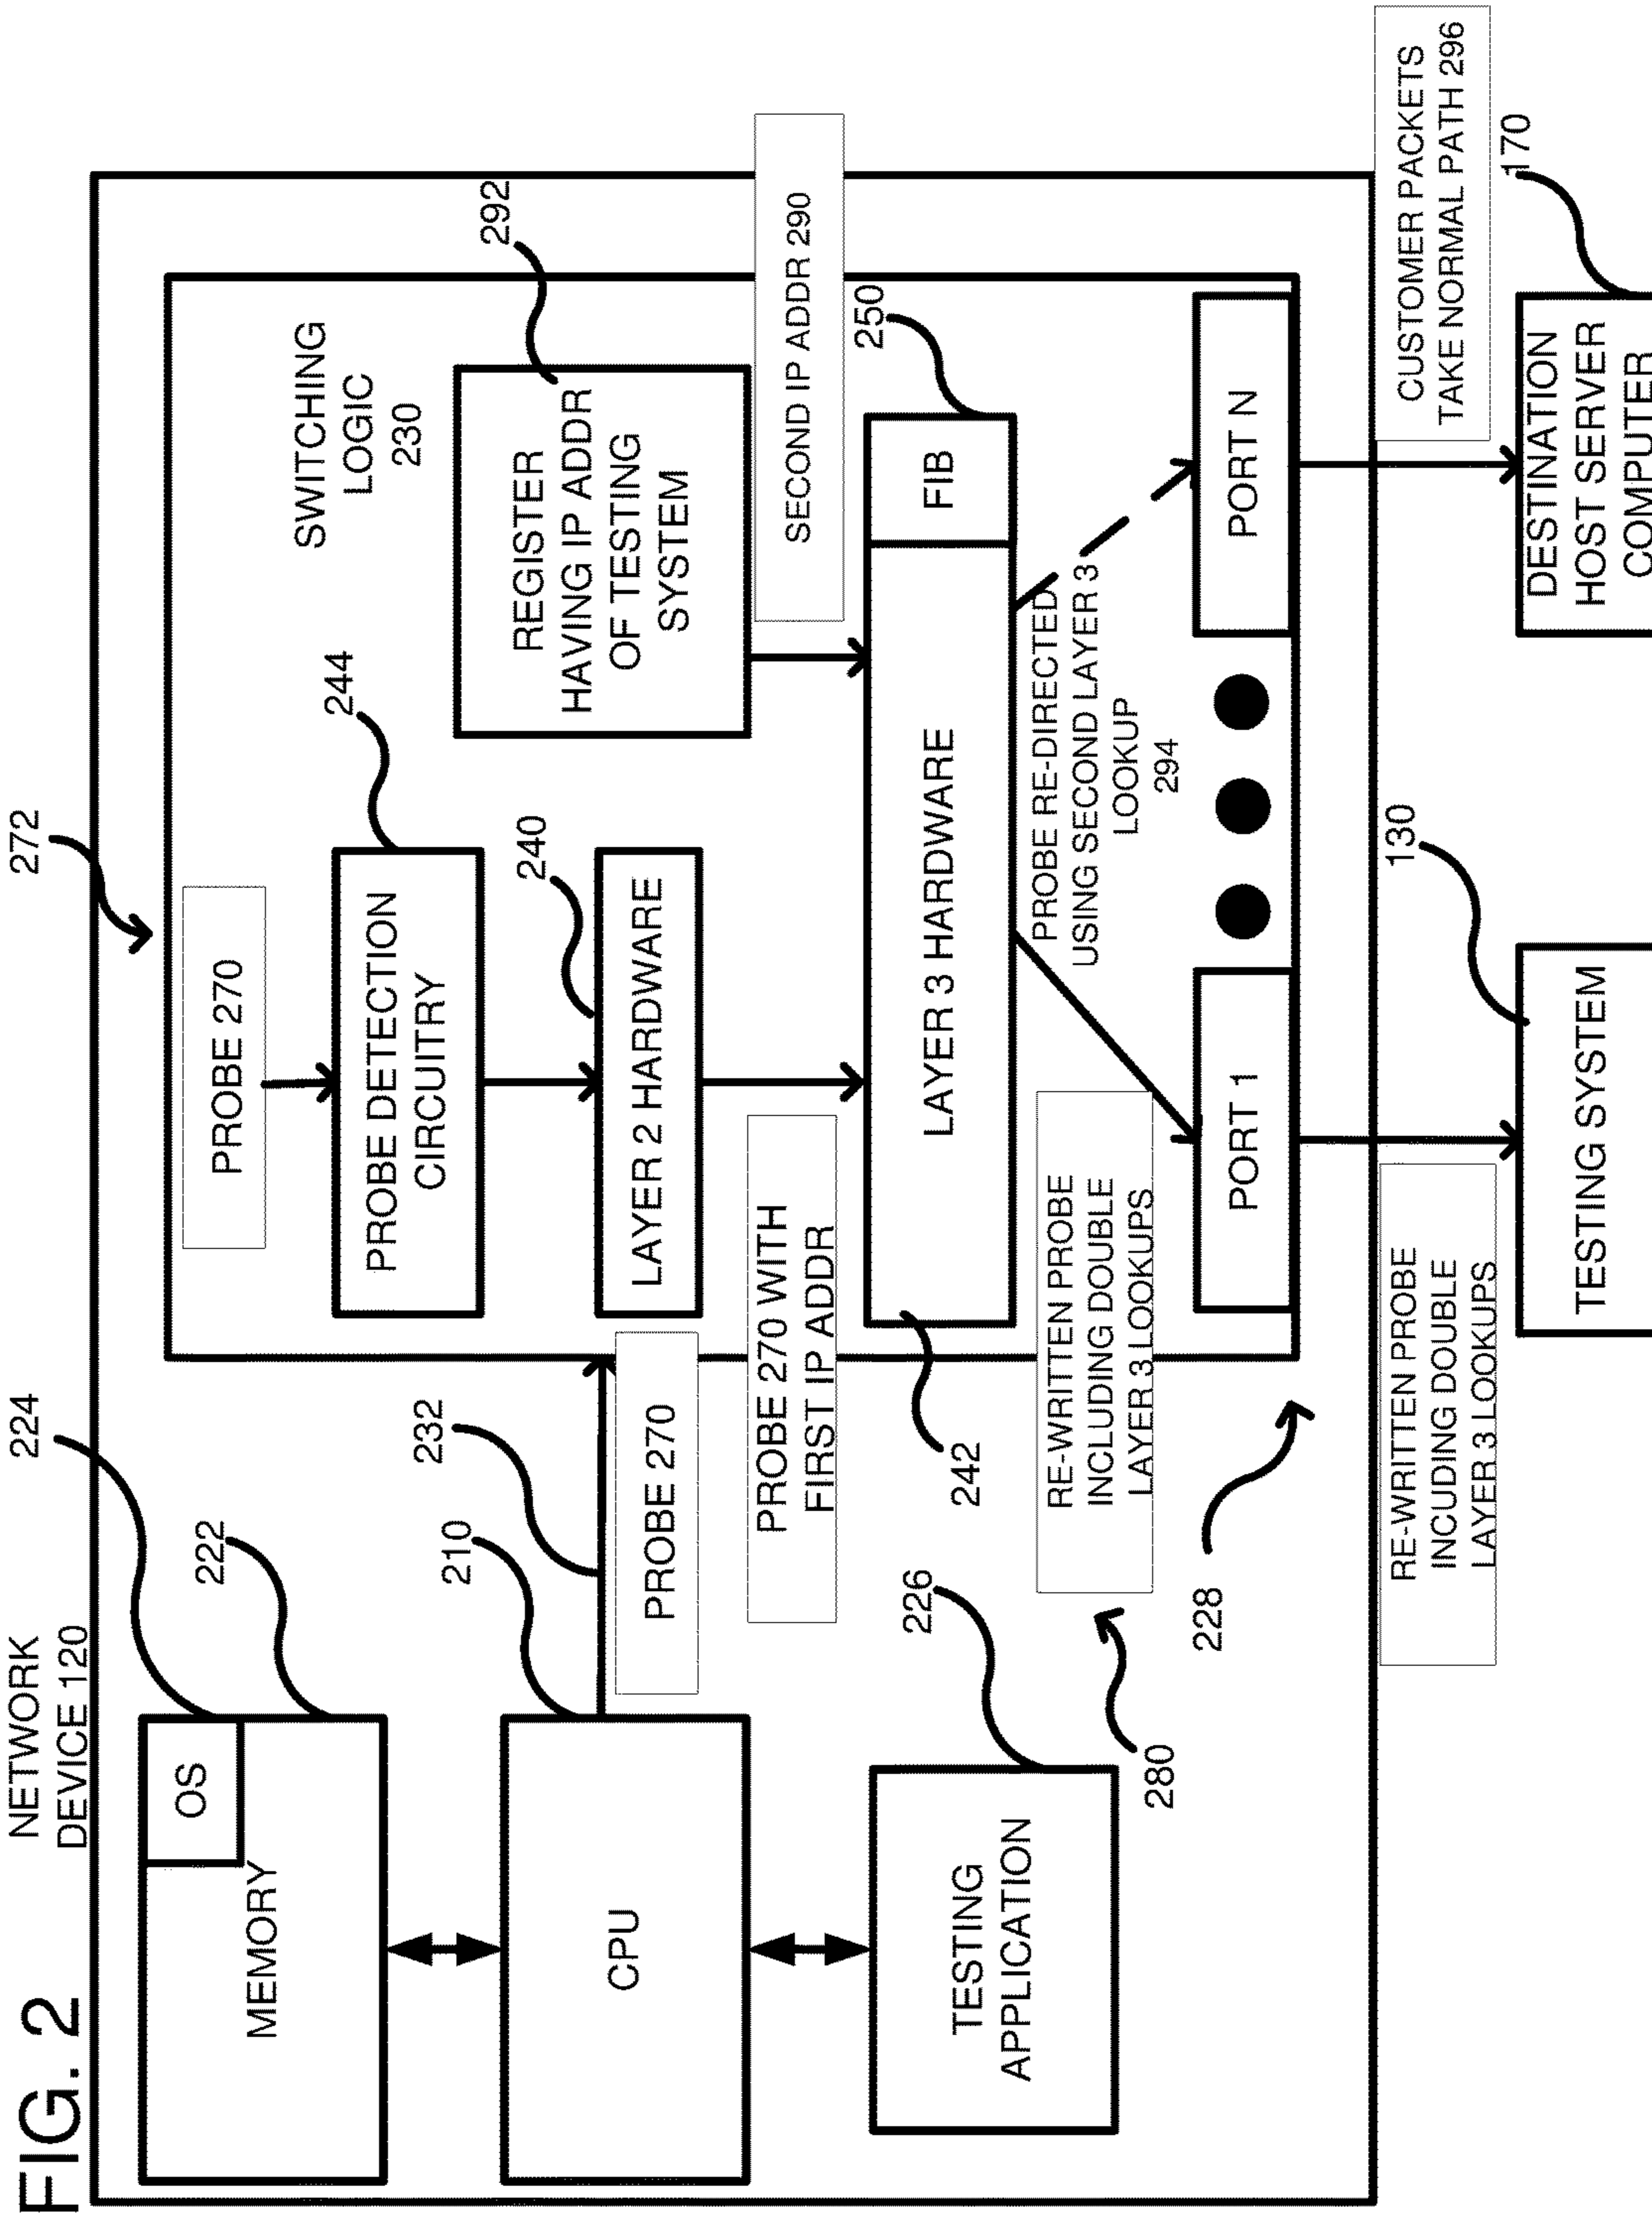 FIG. 2
NETWORK
DEVICE 120
224
222
272
MEMORY
OS
PROBE 270
SWITCHING
LOGIC
230
PROBE DETECTION
CIRCUITRY
244
292
REGISTER
HAVING IP ADDR
OF TESTING
SYSTEM
232
210
CPU
PROBE 270
LAYER 2 HARDWARE
240
PROBE 270 WITH
FIRST IP ADDR
SECOND IP ADDR 290
250
TESTING
APPLICATION
226
242
LAYER 3 HARDWARE
FIB
RE-WRITTEN PROBE
INCLUDING DOUBLE
LAYER 3 LOOKUPS
280
PROBE RE-DIRECTED
USING SECOND LAYER 3
LOOKUP
294
228
PORT 1
PORT N
RE-WRITTEN PROBE
INCUDING DOUBLE
LAYER 3 LOOKUPS
130
CUSTOMER PACKETS
TAKE NORMAL PATH 296
170
TESTING SYSTEM
DESTINATION
HOST SERVER
COMPUTER